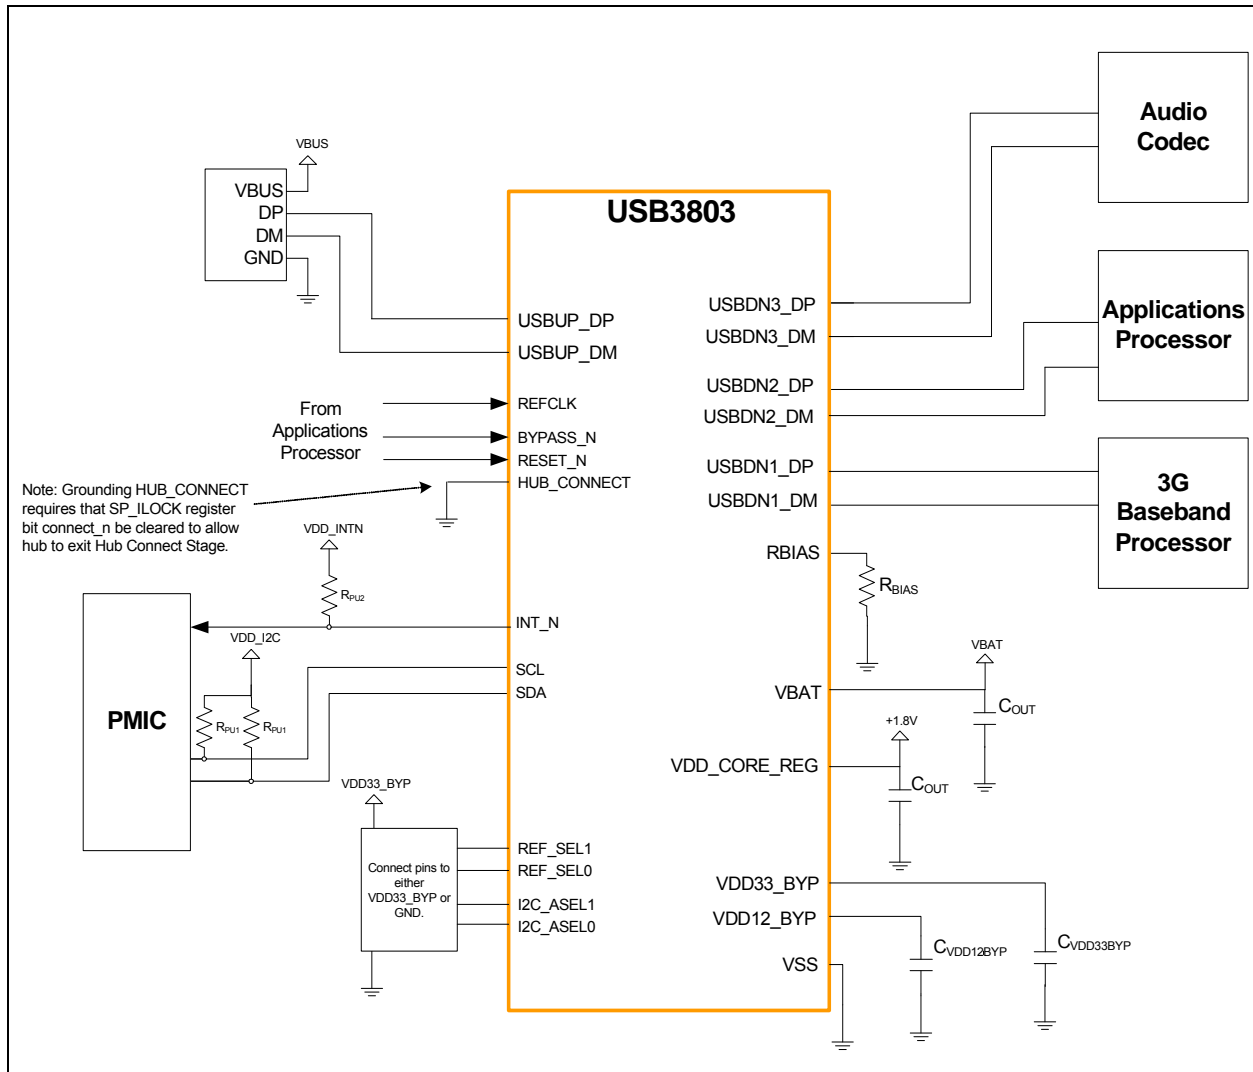 Audio
Codec
VBUS
VBUS
DP
DM
GND
USB3803
USBUP_DP
USBUP_DM
USBDN3_DP
USBDN3_DM
Applications
Processor
USBDN2_DP
USBDN2_DM
From
Applications
Processor
REFCLK
BYPASS_N
RESET_N
HUB_CONNECT
USBDN1_DP
USBDN1_DM
3G
Baseband
Processor
Note: Grounding HUB_CONNECT
requires that SP_ILOCK register
bit connect_n be cleared to allow
hub to exit Hub Connect Stage.
VDD_INTN
RPU2
RBIAS
RBIAS
INT_N
VDD_I2C
SCL
SDA
PMIC
RPU1
RPU1
VBAT
VBAT
COUT
+1.8V
VDD_CORE_REG
COUT
VDD33_BYP
Connect pins to
either
VDD33_BYP or
GND.
REF_SEL1
REF_SEL0
I2C_ASEL1
I2C_ASEL0
VDD33_BYP
VDD12_BYP
VSS
CVDD12BYP
CVDD33BYP